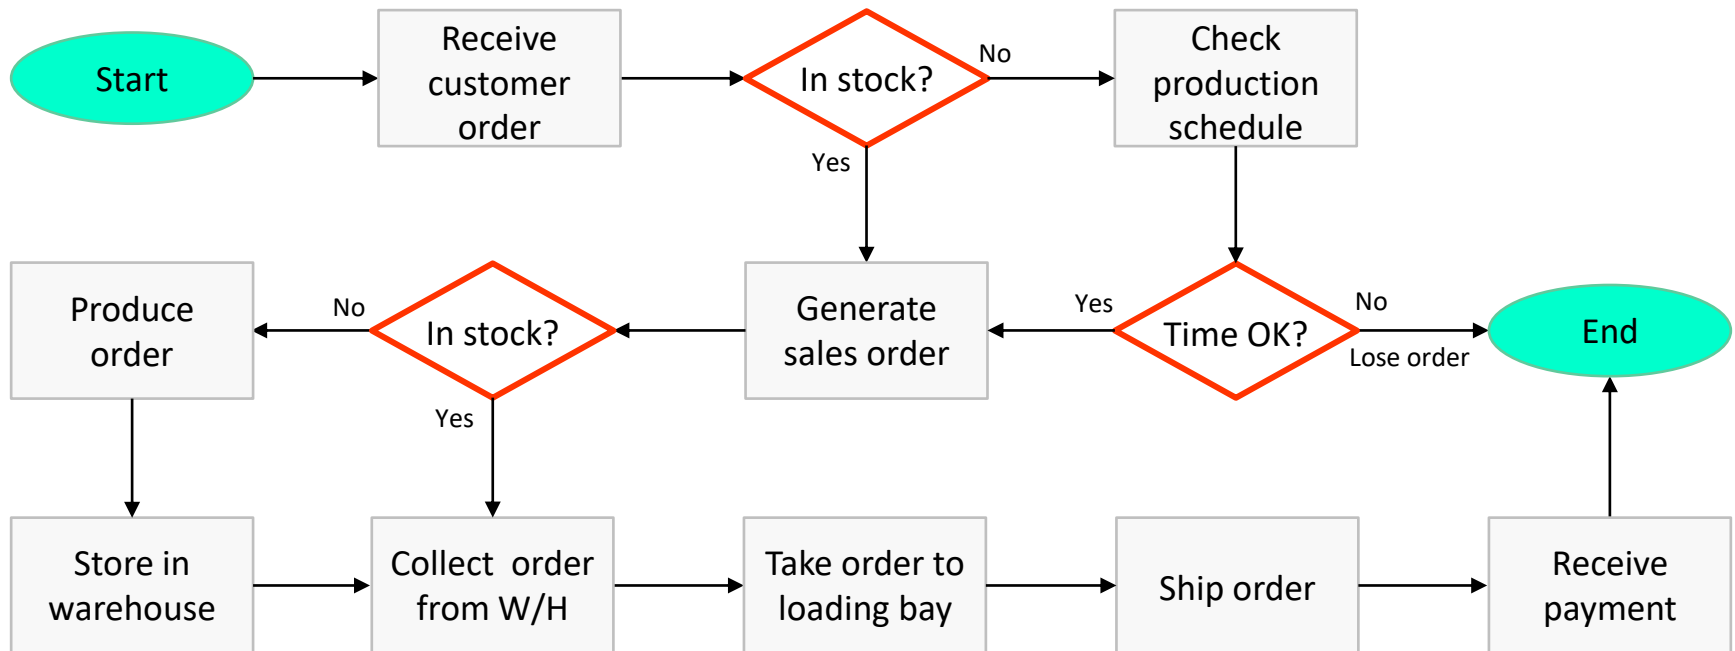 Start
Receive
customer
order
In stock?
No
Check
production
schedule
Yes
Produce
order
No
In stock?
Generate
sales order
Yes
Time OK?
No
Lose order
End
Yes
Store in
warehouse
Collect  order
from W/H
Take order to
loading bay
Ship order
Receive
payment